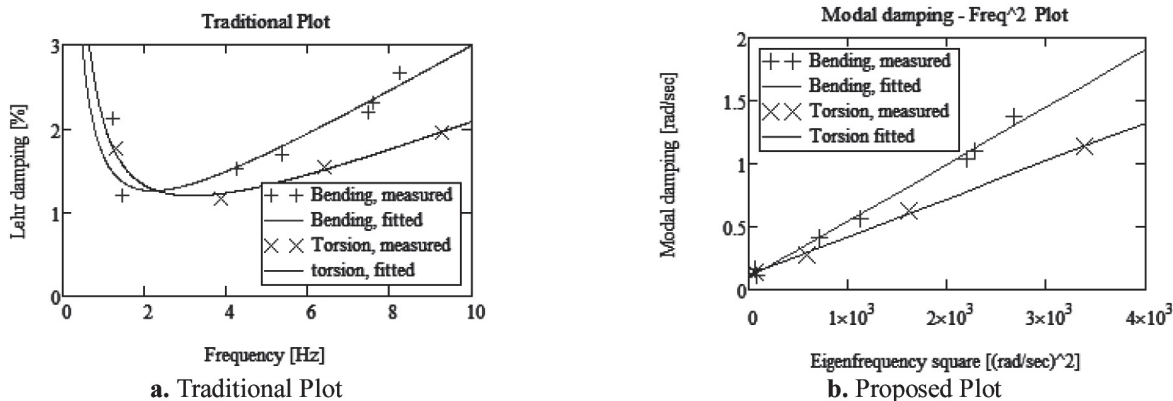 Traditional Plot
3
2
1
0
Lehr damping [%]
Bending, measured
Bending, fitted
Torsion, measured
torsion, fitted
0 2 4 6 8 10
Frequency [Hz]
a. Traditional Plot
Modal damping - Freq^2 Plot
2
1.5
1
0.5
0
Modal damping [rad/sec]
Bending, measured
Bending, fitted
Torsion, measured
Torsion fitted
0 1×10³ 2×10³ 3×10³ 4×10³
Eigenfrequency square [(rad/sec)^2]
b. Proposed Plot